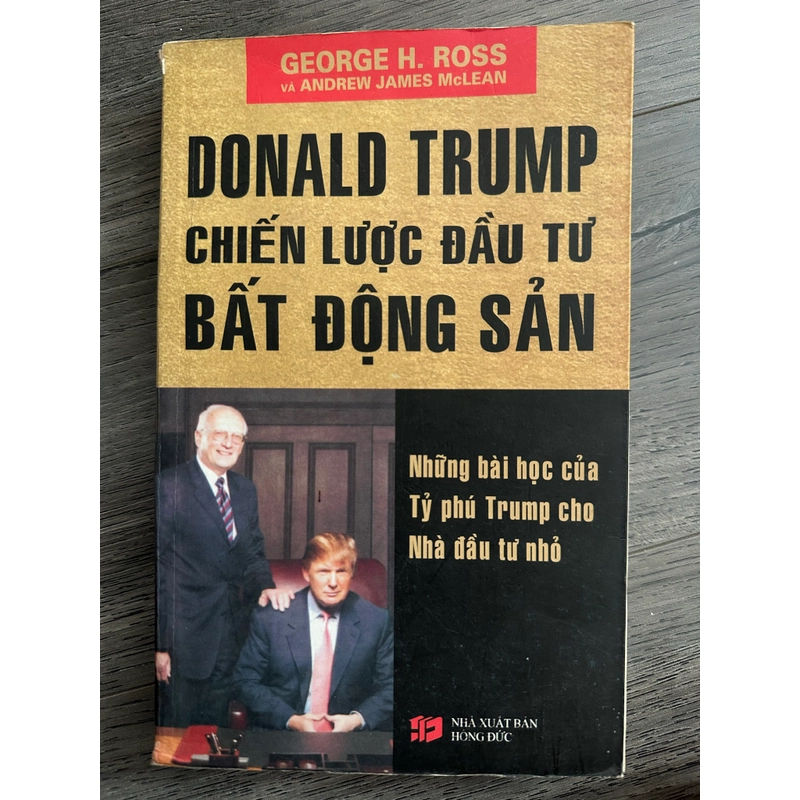 GEORGE H. ROSS
VÀ ANDREW JAMES McLEAN
DONALD TRUMP
CHIẾN LƯỢC ĐẦU TƯ
BẤT ĐỘNG SẢN
Những bài học của
Tỷ phú Trump cho
Nhà đầu tư nhỏ
NHÀ XUẤT BẢN
HỒNG ĐỨC